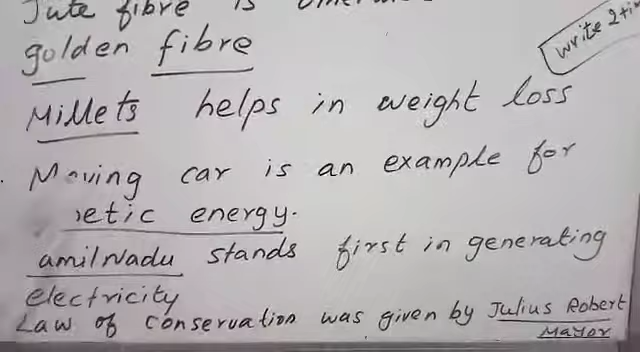 Jute fibre is
golden fibre
write 2
Millets helps in weight loss
Moving car is an example for
etic energy.
amilNadu stands first in generating
electricity
Law of conservation was given by Julius Robert
Mayor